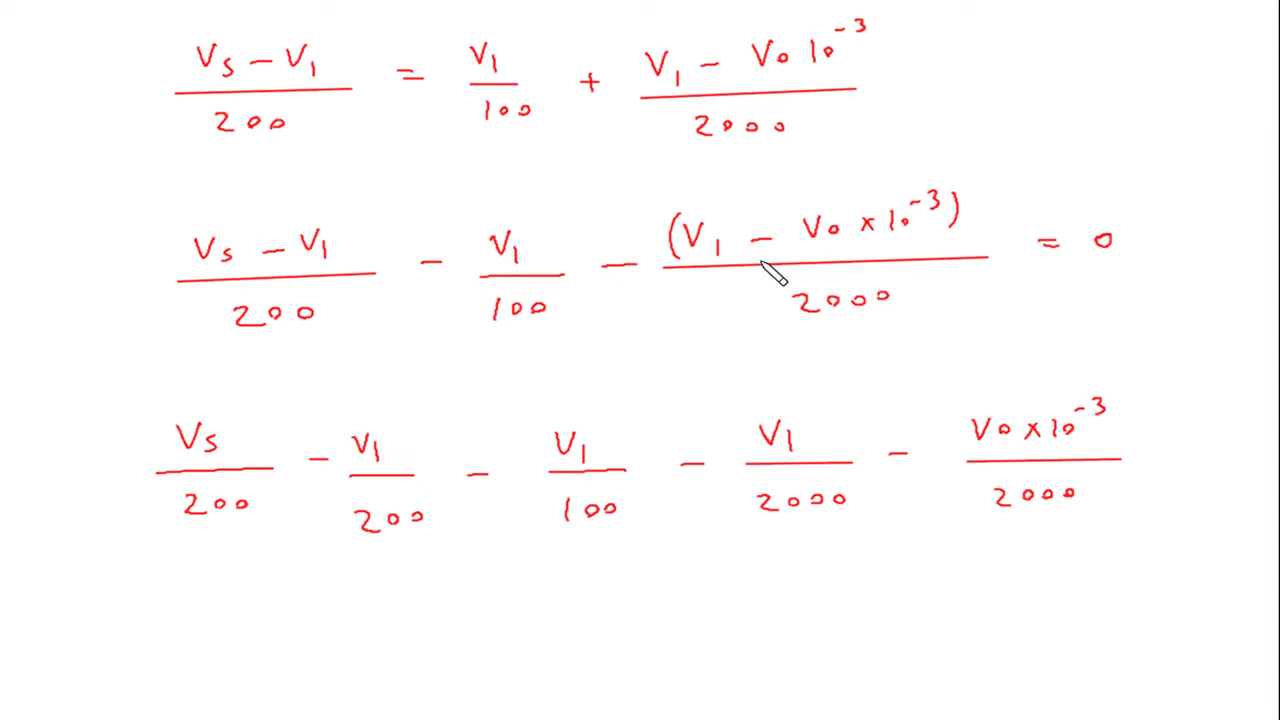 Vs − V1 / 200 = V1 / 100 + V1 − Vo 10⁻³ / 2000
Vs − V1 / 200 − V1 / 100 − (V1 − Vo × 10⁻³) / 2000 = 0
Vs / 200 − V1 / 200 − V1 / 100 − V1 / 2000 − Vo × 10⁻³ / 2000